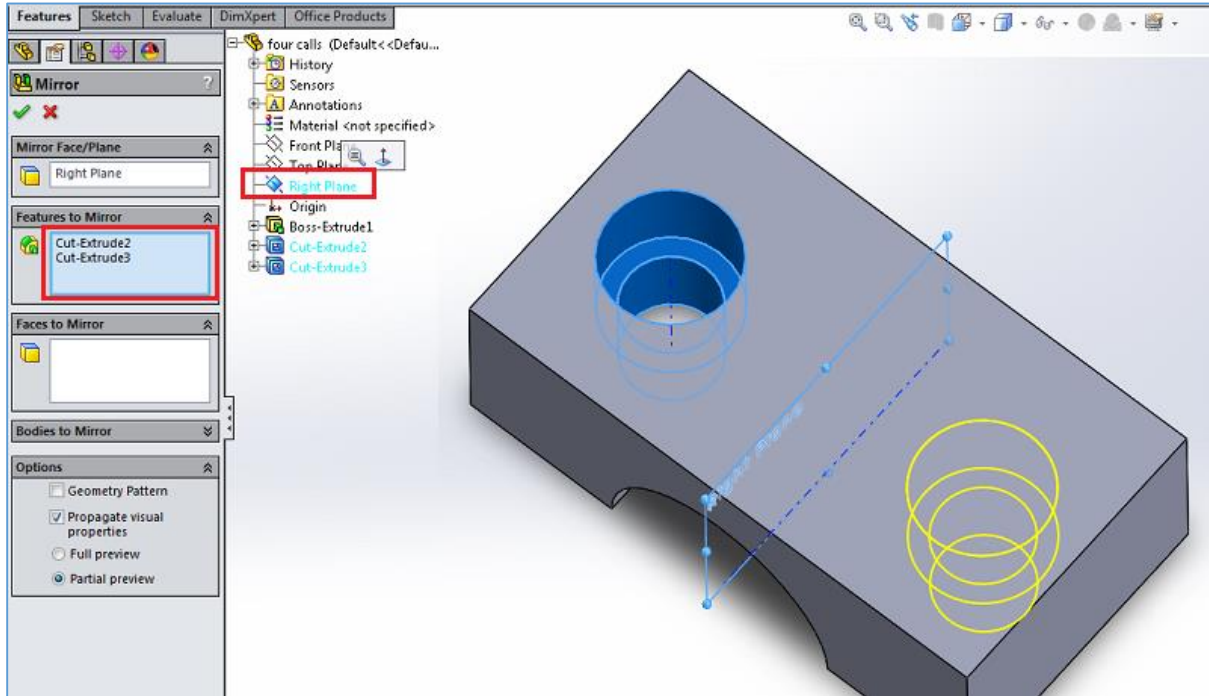 Features Sketch Evaluate DimXpert Office Products
Mirror ?
Mirror Face/Plane
Right Plane
Features to Mirror
Cut-Extrude2
Cut-Extrude3
Faces to Mirror
Bodies to Mirror
Options
Geometry Pattern
Propagate visual
properties
Full preview
Partial preview
four calls (Default<<Defau...
History
Sensors
A Annotations
Material <not specified>
Front Pla
Top Plan
Right Plane
Origin
Boss-Extrude1
Cut-Extrude2
Cut-Extrude3
Right Plane